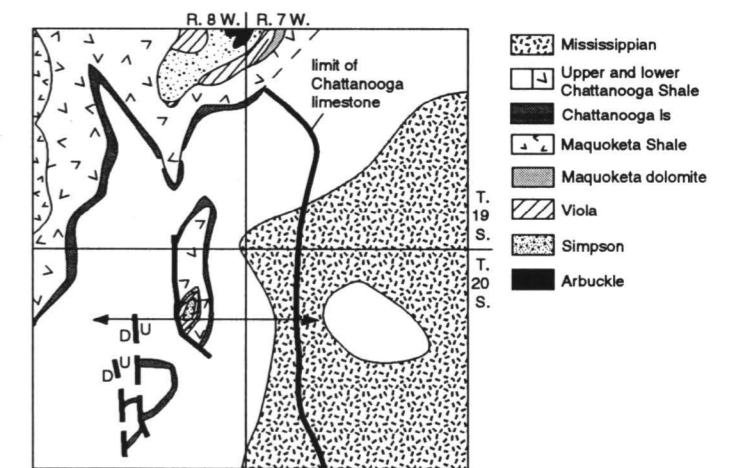 R. 8 W. R. 7 W.
limit of
Chattanooga
limestone
T.
19
S.
T.
20
S.
D U
D U
Mississippian
Upper and lower
Chattanooga Shale
Chattanooga ls
Maquoketa Shale
Maquoketa dolomite
Viola
Simpson
Arbuckle